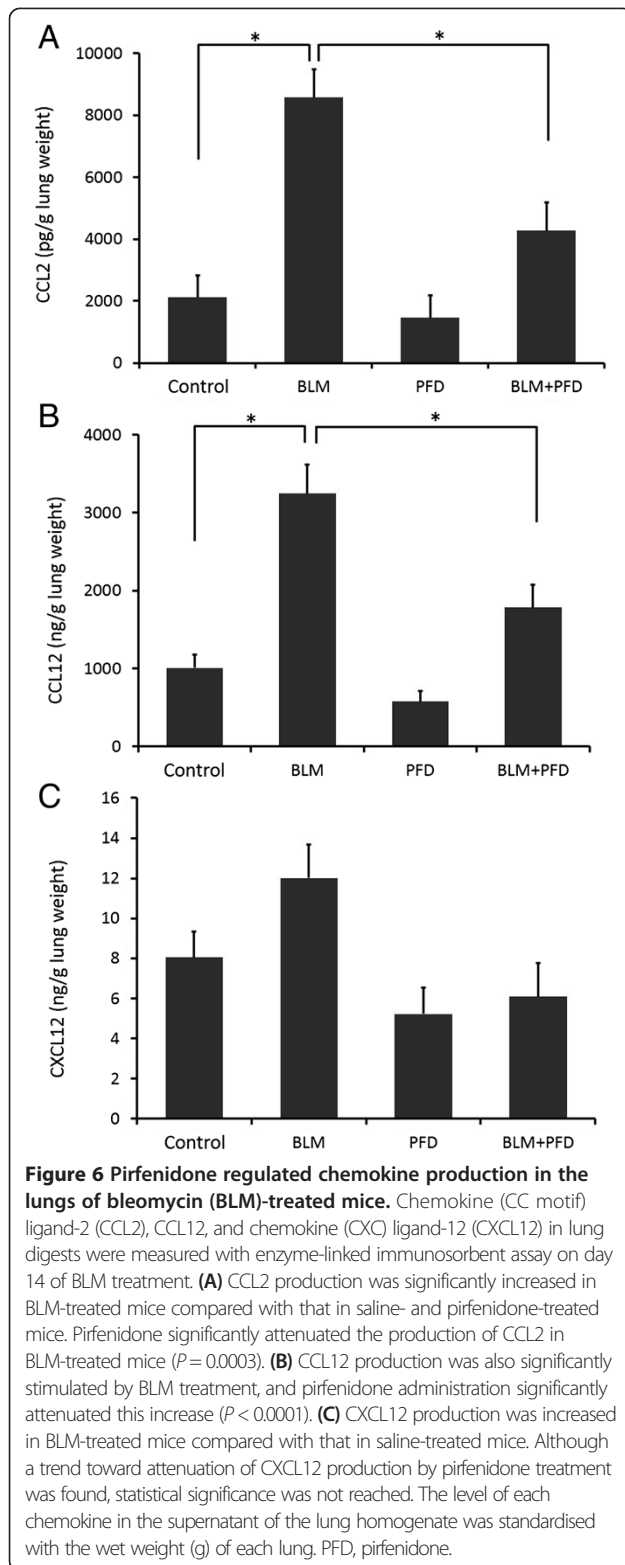 A
* *
10000
8000
6000
4000
2000
0
CCL2 (pg/g lung weight)
Control BLM PFD BLM+PFD
B
* *
4000
3000
2000
1000
0
CCL12 (ng/g lung weight)
Control BLM PFD BLM+PFD
C
16
14
12
10
8
6
4
2
0
CXCL12 (ng/g lung weight)
Control BLM PFD BLM+PFD
Figure 6 Pirfenidone regulated chemokine production in the
lungs of bleomycin (BLM)-treated mice. Chemokine (CC motif)
ligand-2 (CCL2), CCL12, and chemokine (CXC) ligand-12 (CXCL12) in lung
digests were measured with enzyme-linked immunosorbent assay on day
14 of BLM treatment. (A) CCL2 production was significantly increased in
BLM-treated mice compared with that in saline- and pirfenidone-treated
mice. Pirfenidone significantly attenuated the production of CCL2 in
BLM-treated mice (P = 0.0003). (B) CCL12 production was also significantly
stimulated by BLM treatment, and pirfenidone administration significantly
attenuated this increase (P < 0.0001). (C) CXCL12 production was increased
in BLM-treated mice compared with that in saline-treated mice. Although
a trend toward attenuation of CXCL12 production by pirfenidone treatment
was found, statistical significance was not reached. The level of each
chemokine in the supernatant of the lung homogenate was standardised
with the wet weight (g) of each lung. PFD, pirfenidone.